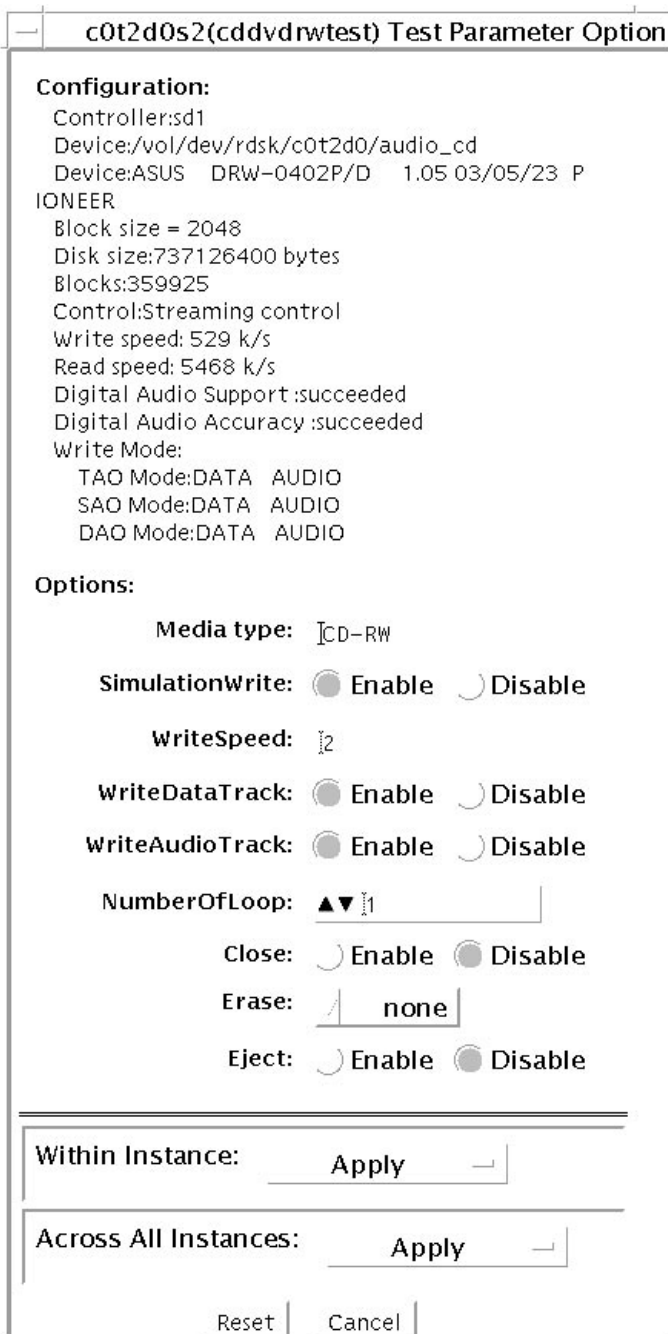 c0t2d0s2(cddvdrwtest) Test Parameter Option
Configuration:
Controller:sd1
Device:/vol/dev/rdsk/c0t2d0/audio_cd
Device:ASUS DRW-0402P/D 1.05 03/05/23 P
IONEER
Block size = 2048
Disk size:737126400 bytes
Blocks:359925
Control:Streaming control
Write speed: 529 k/s
Read speed: 5468 k/s
Digital Audio Support :succeeded
Digital Audio Accuracy :succeeded
Write Mode:
TAO Mode:DATA AUDIO
SAO Mode:DATA AUDIO
DAO Mode:DATA AUDIO
Options:
Media type: CD-RW
SimulationWrite: Enable Disable
WriteSpeed: 2
WriteDataTrack: Enable Disable
WriteAudioTrack: Enable Disable
NumberOfLoop: ▲▼ 1
Close: Enable Disable
Erase: none
Eject: Enable Disable
Within Instance: Apply
Across All Instances: Apply
Reset Cancel